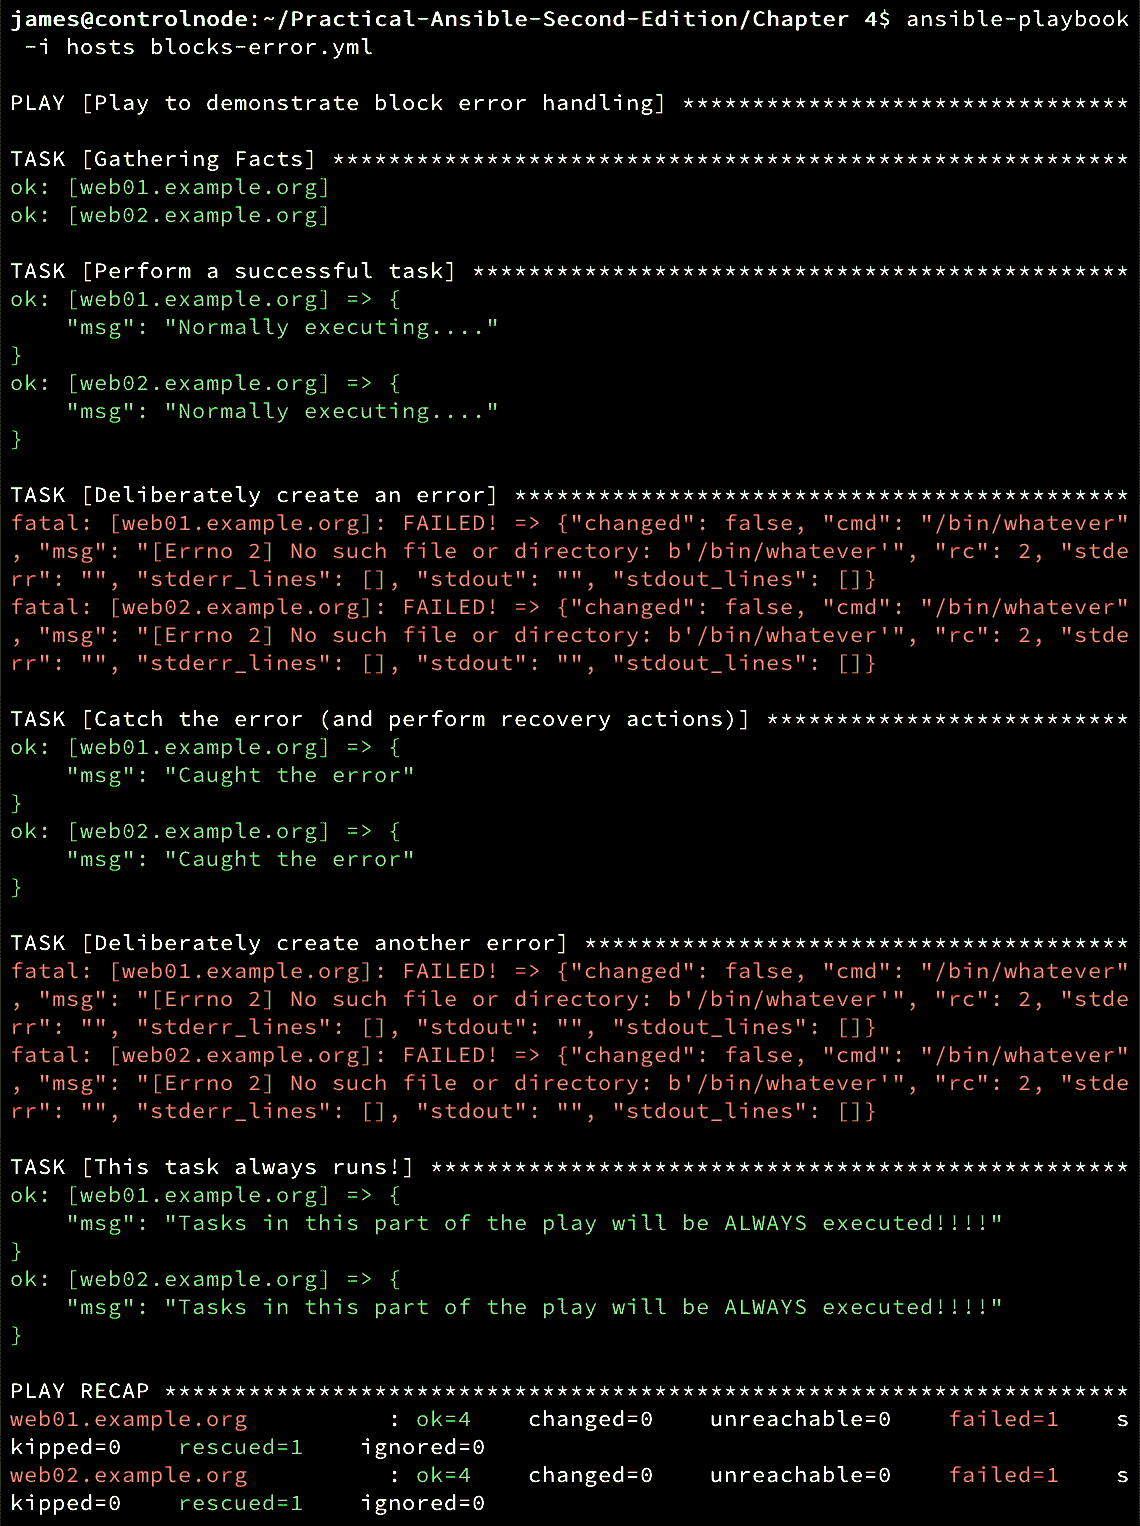 james@controlnode:~/Practical-Ansible-Second-Edition/Chapter 4$ ansible-playbook
 -i hosts blocks-error.yml

PLAY [Play to demonstrate block error handling] ********************************

TASK [Gathering Facts] *********************************************************
ok: [web01.example.org]
ok: [web02.example.org]

TASK [Perform a successful task] ***********************************************
ok: [web01.example.org] => {
    "msg": "Normally executing...."
}
ok: [web02.example.org] => {
    "msg": "Normally executing...."
}

TASK [Deliberately create an error] ********************************************
fatal: [web01.example.org]: FAILED! => {"changed": false, "cmd": "/bin/whatever"
, "msg": "[Errno 2] No such file or directory: b'/bin/whatever'", "rc": 2, "stde
rr": "", "stderr_lines": [], "stdout": "", "stdout_lines": []}
fatal: [web02.example.org]: FAILED! => {"changed": false, "cmd": "/bin/whatever"
, "msg": "[Errno 2] No such file or directory: b'/bin/whatever'", "rc": 2, "stde
rr": "", "stderr_lines": [], "stdout": "", "stdout_lines": []}

TASK [Catch the error (and perform recovery actions)] **************************
ok: [web01.example.org] => {
    "msg": "Caught the error"
}
ok: [web02.example.org] => {
    "msg": "Caught the error"
}

TASK [Deliberately create another error] ***************************************
fatal: [web01.example.org]: FAILED! => {"changed": false, "cmd": "/bin/whatever"
, "msg": "[Errno 2] No such file or directory: b'/bin/whatever'", "rc": 2, "stde
rr": "", "stderr_lines": [], "stdout": "", "stdout_lines": []}
fatal: [web02.example.org]: FAILED! => {"changed": false, "cmd": "/bin/whatever"
, "msg": "[Errno 2] No such file or directory: b'/bin/whatever'", "rc": 2, "stde
rr": "", "stderr_lines": [], "stdout": "", "stdout_lines": []}

TASK [This task always runs!] **************************************************
ok: [web01.example.org] => {
    "msg": "Tasks in this part of the play will be ALWAYS executed!!!!"
}
ok: [web02.example.org] => {
    "msg": "Tasks in this part of the play will be ALWAYS executed!!!!"
}

PLAY RECAP *********************************************************************
web01.example.org          : ok=4    changed=0    unreachable=0    failed=1    s
kipped=0    rescued=1    ignored=0
web02.example.org          : ok=4    changed=0    unreachable=0    failed=1    s
kipped=0    rescued=1    ignored=0